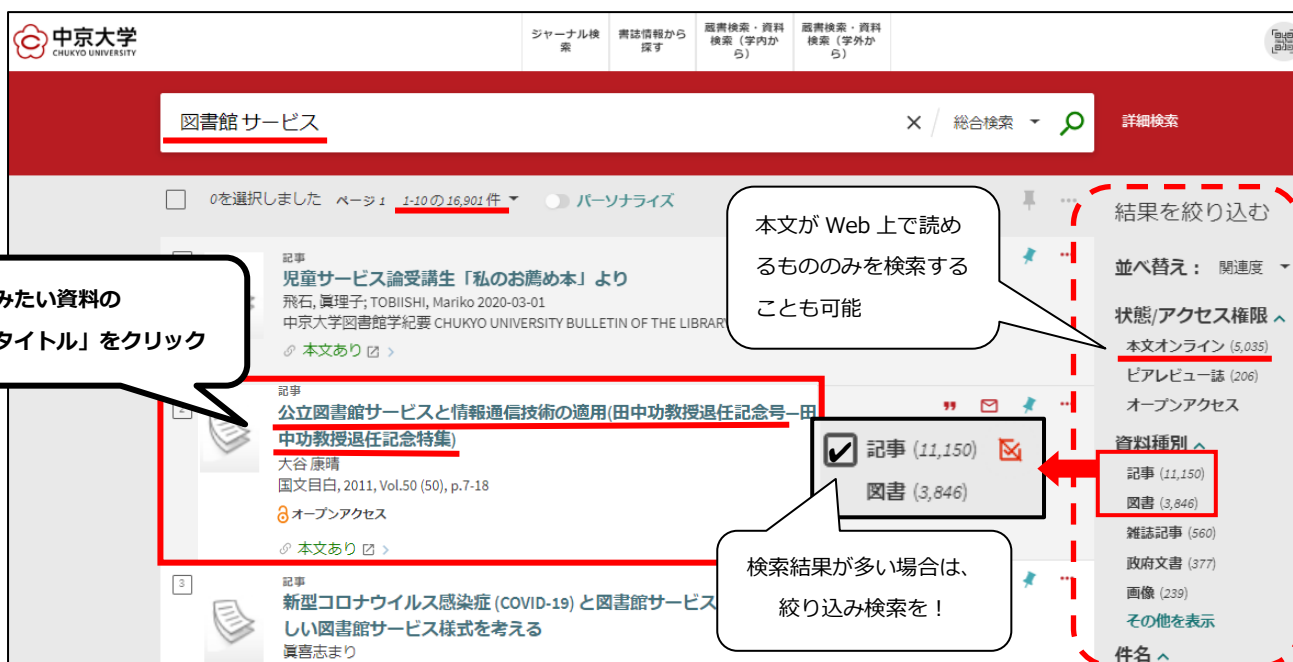 中京大学
CHUKYO UNIVERSITY
ジャーナル検
索
書誌情報から
探す
蔵書検索・資料
検索（学内か
ら）
蔵書検索・資料
検索（学外か
ら）
図書館 サービス
総合検索
詳細検索
0を選択しました ページ 1 1-10 の 16,901 件
パーソナライズ
本文が Web 上で読め
るもののみを検索する
ことも可能
結果を絞り込む
並べ替え： 関連度
状態/アクセス権限
本文オンライン (5,035)
ピアレビュー誌 (206)
オープンアクセス
資料種別
記事 (11,150)
図書 (3,846)
雑誌記事 (560)
政府文書 (377)
画像 (239)
その他を表示
件名
記事
児童サービス論受講生「私のお薦め本」より
飛石, 眞理子; TOBIISHI, Mariko 2020-03-01
中京大学図書館学紀要 CHUKYO UNIVERSITY BULLETIN OF THE LIBRAR
本文あり
みたい資料の
タイトル」をクリック
2
記事
公立図書館サービスと情報通信技術の適用(田中功教授退任記念号—田
中功教授退任記念特集)
大谷 康晴
国文目白, 2011, Vol.50 (50), p.7-18
オープンアクセス
本文あり
記事 (11,150)
図書 (3,846)
検索結果が多い場合は、
絞り込み検索を！
3
記事
新型コロナウイルス感染症 (COVID-19) と図書館サービス
しい図書館サービス様式を考える
眞喜志まり